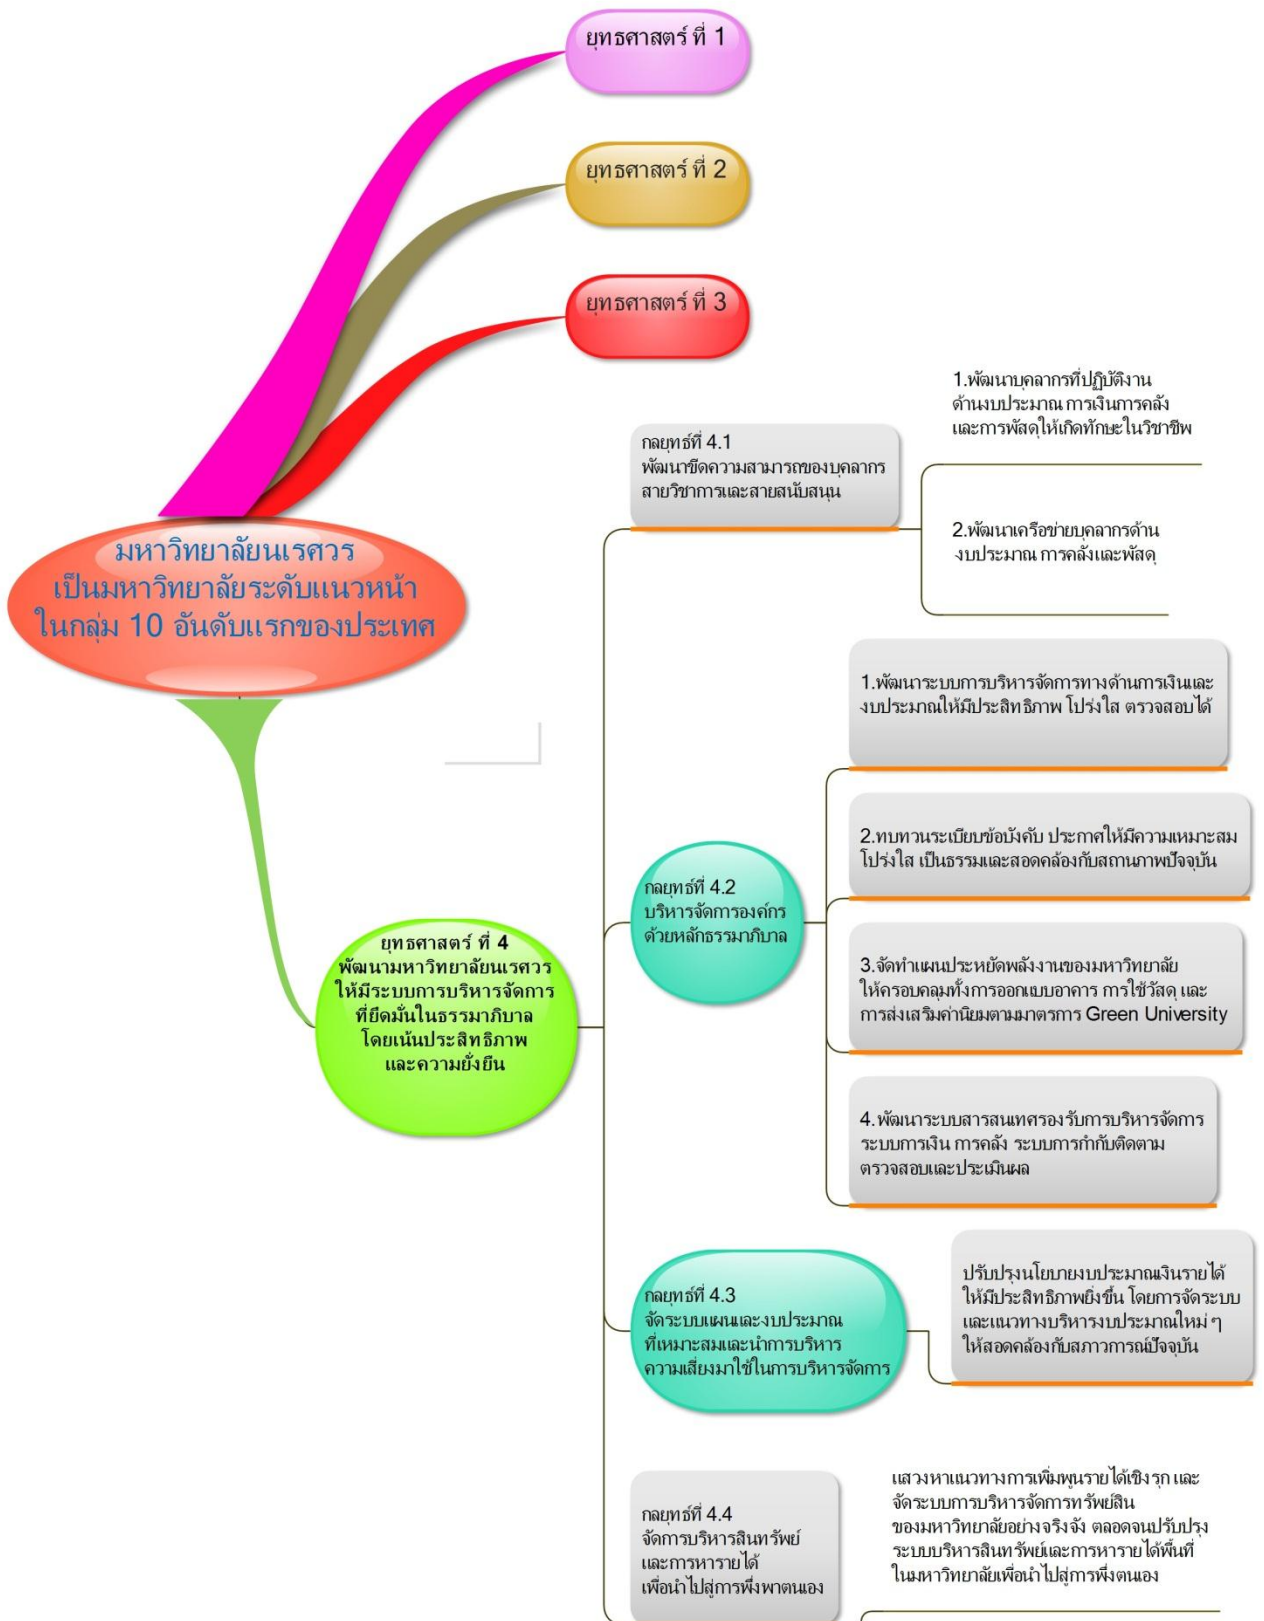 ยุทธศาสตร์ ที่ 1
ยุทธศาสตร์ ที่ 2
ยุทธศาสตร์ ที่ 3
มหาวิทยาลัยนเรศวร
เป็นมหาวิทยาลัยระดับแนวหน้า
ในกลุ่ม 10 อันดับแรกของประเทศ
ยุทธศาสตร์ ที่ 4
พัฒนามหาวิทยาลัยนเรศวร
ให้มีระบบการบริหารจัดการ
ที่ยึดมั่นในธรรมาภิบาล
โดยเน้นประสิทธิภาพ
และความยั่งยืน
กลยุทธ์ที่ 4.1
พัฒนาขีดความสามารถของบุคลากร
สายวิชาการและสายสนับสนุน
1.พัฒนาบุคลากรที่ปฏิบัติงาน
ด้านงบประมาณ การเงินการคลัง
และการพัสดุให้เกิดทักษะในวิชาชีพ
2.พัฒนาเครือข่ายบุคลากรด้าน
งบประมาณ การคลังและพัสดุ
กลยุทธ์ที่ 4.2
บริหารจัดการองค์กร
ด้วยหลักธรรมาภิบาล
1.พัฒนาระบบการบริหารจัดการทางด้านการเงินและ
งบประมาณให้มีประสิทธิภาพ โปร่งใส ตรวจสอบได้
2.ทบทวนระเบียบข้อบังคับ ประกาศให้มีความเหมาะสม
โปร่งใส เป็นธรรมและสอดคล้องกับสถานภาพปัจจุบัน
3.จัดทำแผนประหยัดพลังงานของมหาวิทยาลัย
ให้ครอบคลุมทั้งการออกแบบอาคาร การใช้วัสดุ และ
การส่งเสริมค่านิยมตามมาตรการ Green University
4.พัฒนาระบบสารสนเทศรองรับการบริหารจัดการ
ระบบการเงิน การคลัง ระบบการกำกับติดตาม
ตรวจสอบและประเมินผล
กลยุทธ์ที่ 4.3
จัดระบบแผนและงบประมาณ
ที่เหมาะสมและนำการบริหาร
ความเสี่ยงมาใช้ในการบริหารจัดการ
ปรับปรุงนโยบายงบประมาณเงินรายได้
ให้มีประสิทธิภาพยิ่งขึ้น โดยการจัดระบบ
และแนวทางบริหารงบประมาณใหม่ ๆ
ให้สอดคล้องกับสภาวการณ์ปัจจุบัน
กลยุทธ์ที่ 4.4
จัดการบริหารสินทรัพย์
และการหารายได้
เพื่อนำไปสู่การพึ่งพาตนเอง
แสวงหาแนวทางการเพิ่มพูนรายได้เชิงรุก และ
จัดระบบการบริหารจัดการทรัพย์สิน
ของมหาวิทยาลัยอย่างจริงจัง ตลอดจนปรับปรุง
ระบบบริหารสินทรัพย์และการหารายได้พื้นที่
ในมหาวิทยาลัยเพื่อนำไปสู่การพึ่งตนเอง